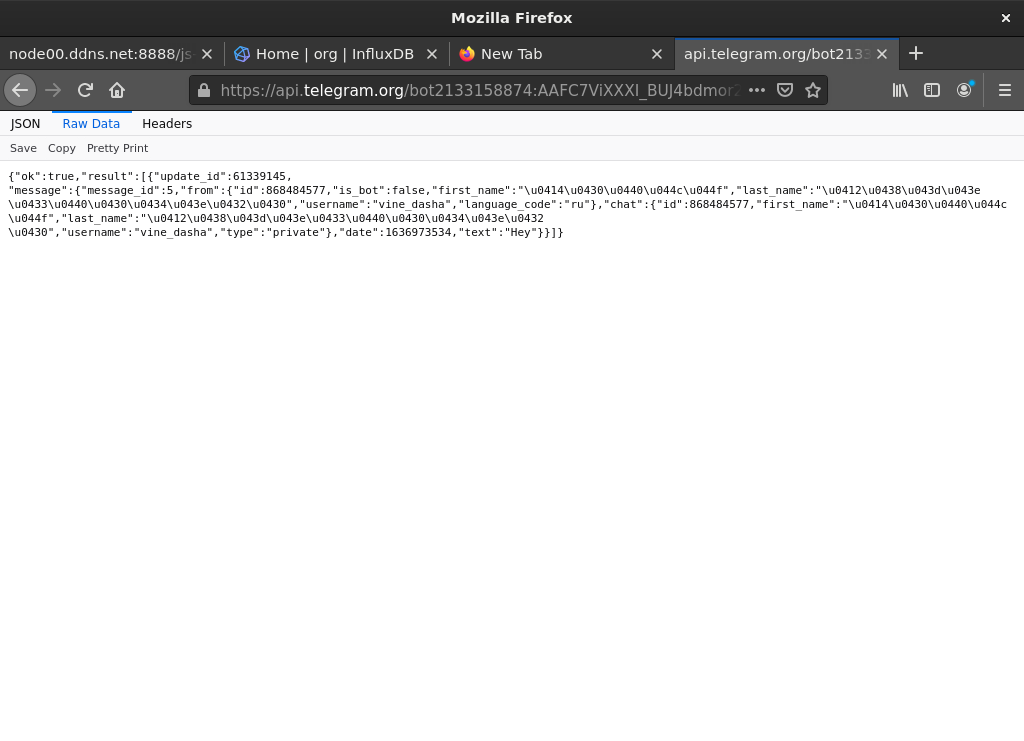 Mozilla Firefox
node00.ddns.net:8888/js
Home | org | InfluxDB
New Tab
api.telegram.org/bot2133
https://api.telegram.org/bot2133158874:AAFC7ViXXXI_BUJ4bdmor2
JSON
Raw Data
Headers
Save
Copy
Pretty Print
{"ok":true,"result":[{"update_id":61339145,
"message":{"message_id":5,"from":{"id":868484577,"is_bot":false,"first_name":"\u0414\u0430\u0440\u044c\u044f","last_name":"\u0412\u0438\u043d\u043e
\u0433\u0440\u0430\u0434\u043e\u0432\u0430","username":"vine_dasha","language_code":"ru"},"chat":{"id":868484577,"first_name":"\u0414\u0430\u0440\u044c
\u044f","last_name":"\u0412\u0438\u043d\u043e\u0433\u0440\u0430\u0434\u043e\u0432
\u0430","username":"vine_dasha","type":"private"},"date":1636973534,"text":"Hey"}}]}